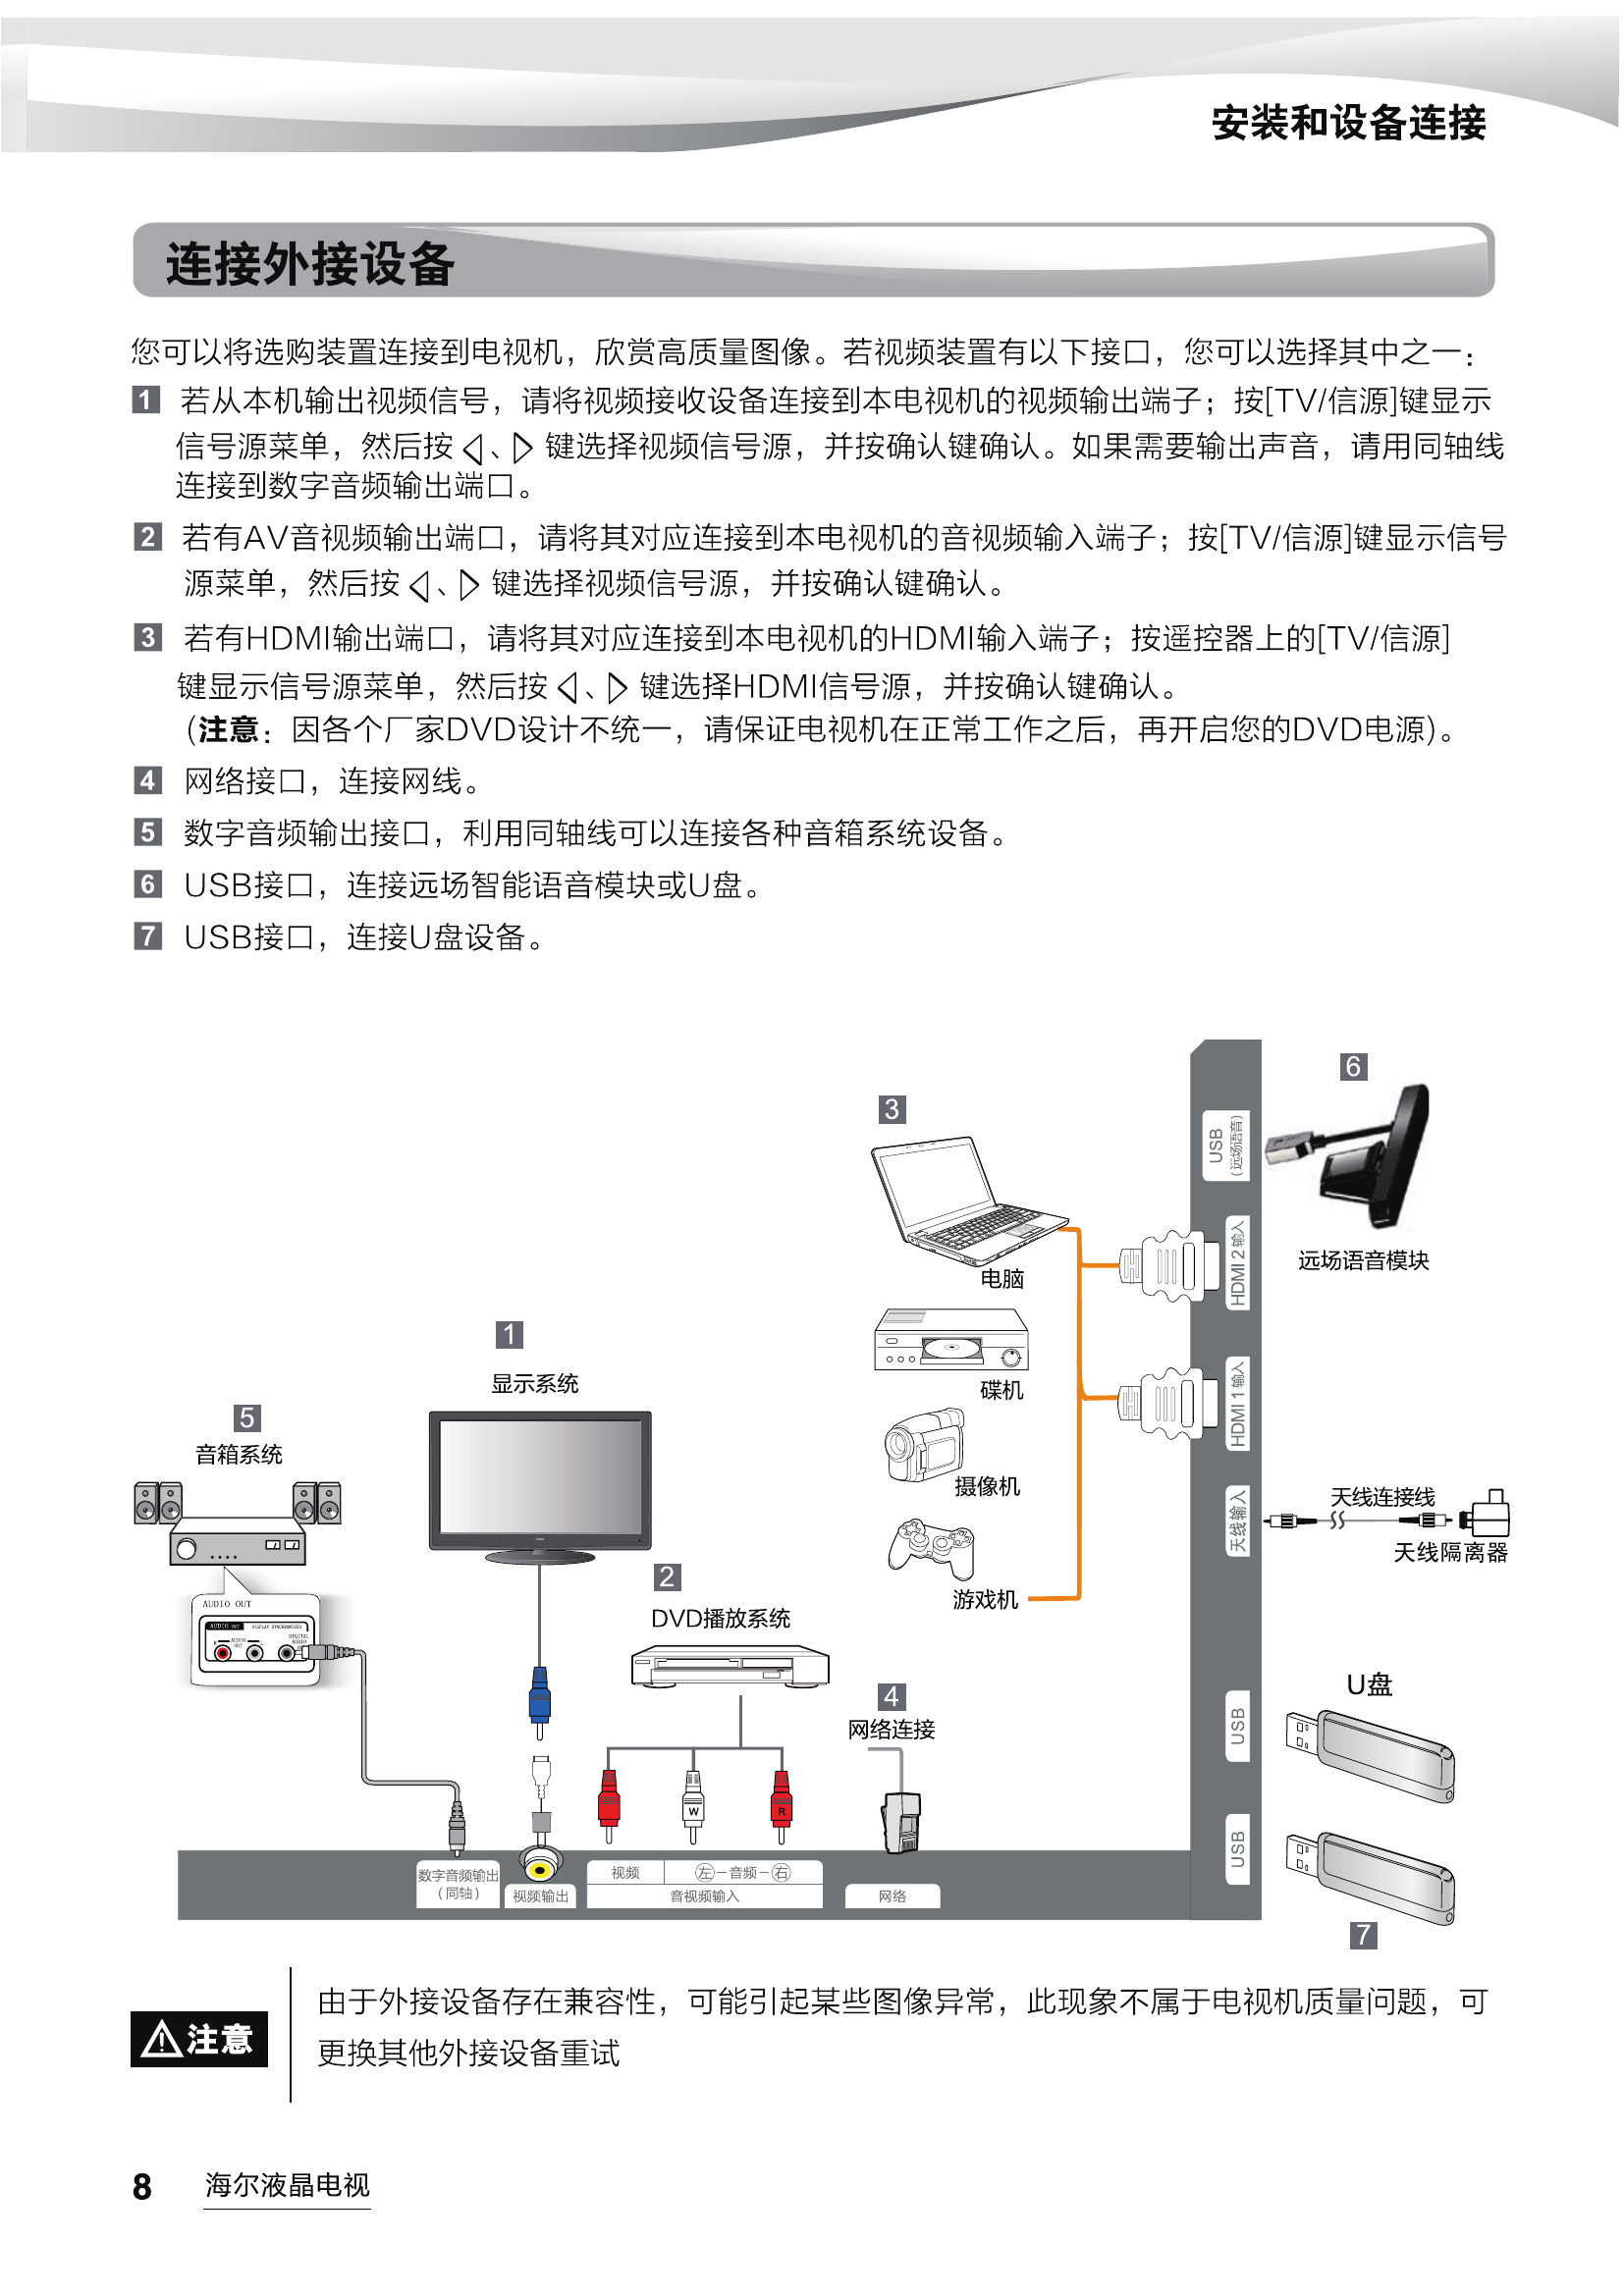 安装和设备连接
连接外接设备
您可以将选购装置连接到电视机，欣赏高质量图像。若视频装置有以下接口，您可以选择其中之一：
1 若从本机输出视频信号，请将视频接收设备连接到本电视机的视频输出端子；按[TV/信源]键显示
信号源菜单，然后按 ◁、▷ 键选择视频信号源，并按确认键确认。如果需要输出声音，请用同轴线
连接到数字音频输出端口。
2 若有AV音视频输出端口，请将其对应连接到本电视机的音视频输入端子；按[TV/信源]键显示信号
源菜单，然后按 ◁、▷ 键选择视频信号源，并按确认键确认。
3 若有HDMI输出端口，请将其对应连接到本电视机的HDMI输入端子；按遥控器上的[TV/信源]
键显示信号源菜单，然后按 ◁、▷ 键选择HDMI信号源，并按确认键确认。
(注意：因各个厂家DVD设计不统一，请保证电视机在正常工作之后，再开启您的DVD电源)。
4 网络接口，连接网线。
5 数字音频输出接口，利用同轴线可以连接各种音箱系统设备。
6 USB接口，连接远场智能语音模块或U盘。
7 USB接口，连接U盘设备。
6
3
USB
(远场语音)
远场语音模块
HDMI 2 输入
电脑
1
显示系统
碟机
HDMI 1 输入
5
音箱系统
摄像机
天线输入
天线连接线
天线隔离器
游戏机
2
DVD播放系统
AUDIO OUT
AUDIO OUT
DISPLAY SYNCHRONIZED
AUDIO
OUT
DIGITAL
AUDIO
4
网络连接
U盘
USB
W
R
USB
数字音频输出
(同轴)
视频输出
视频
左－音频－右
音视频输入
网络
7
注意
由于外接设备存在兼容性，可能引起某些图像异常，此现象不属于电视机质量问题，可
更换其他外接设备重试
8 海尔液晶电视